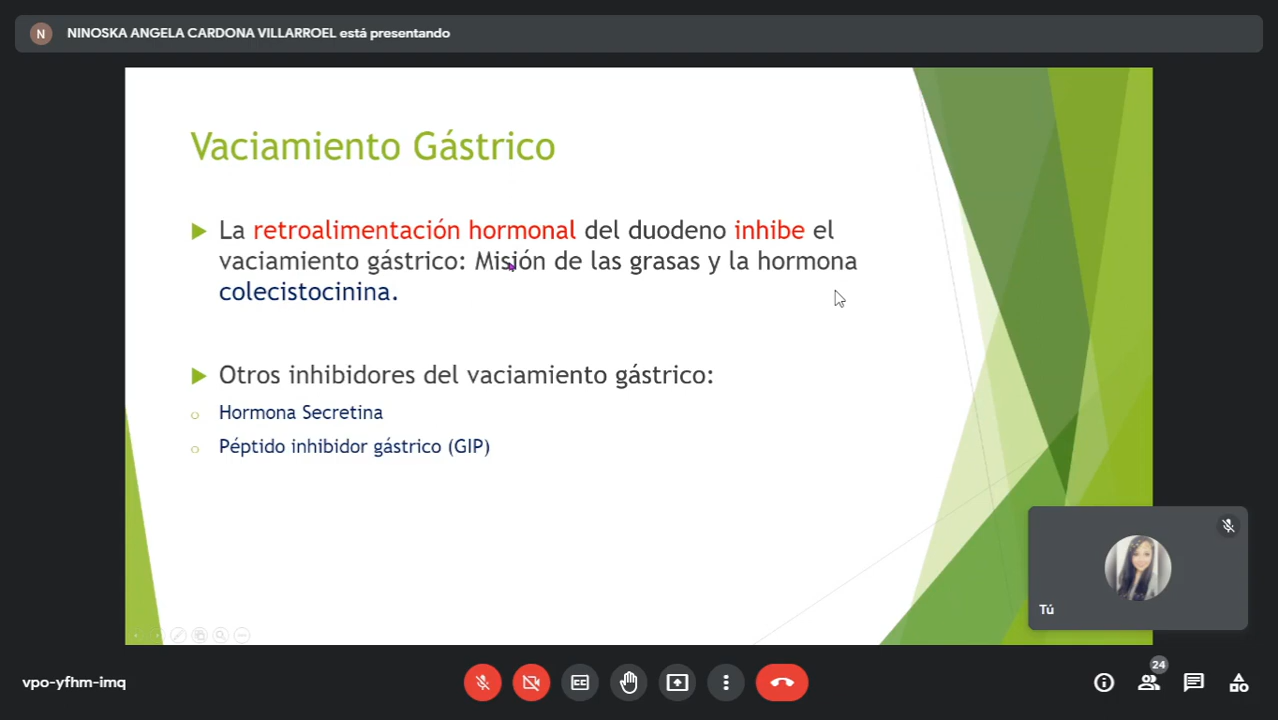 N
NINOSKA ANGELA CARDONA VILLARROEL está presentando
Vaciamiento Gástrico
La retroalimentación hormonal del duodeno inhibe el
vaciamiento gástrico: Misión de las grasas y la hormona
colecistocinina.
Otros inhibidores del vaciamiento gástrico:
Hormona Secretina
Péptido inhibidor gástrico (GIP)
Tú
vpo-yfhm-imq
CC
24